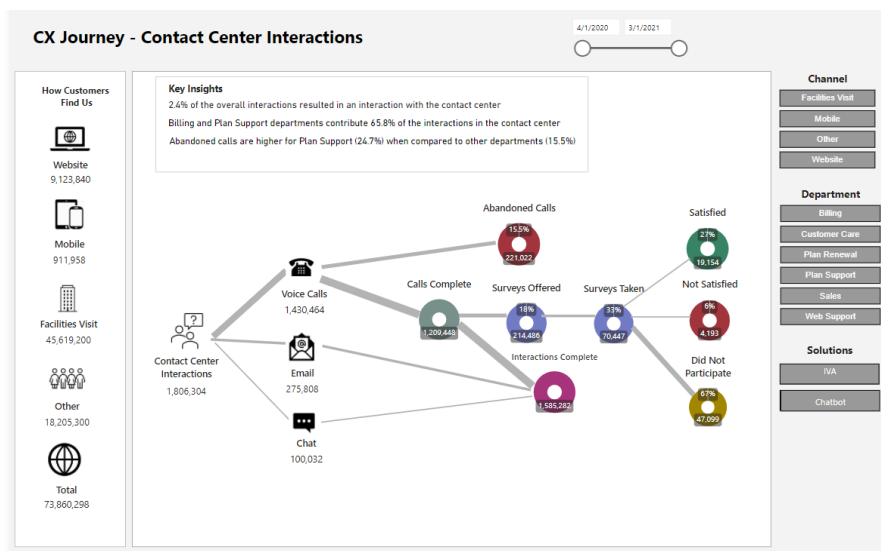 CX Journey - Contact Center Interactions
4/1/2020
3/1/2021
How Customers
Find Us
Website
9,123,840
Mobile
911,958
Facilities Visit
45,619,200
Other
18,205,300
Total
73,860,298
Key Insights
2.4% of the overall interactions resulted in an interaction with the contact center
Billing and Plan Support departments contribute 65.8% of the interactions in the contact center
Abandoned calls are higher for Plan Support (24.7%) when compared to other departments (15.5%)
Contact Center
Interactions
1,806,304
Voice Calls
1,430,464
Email
275,808
Chat
100,032
Abandoned Calls
15.5%
221,022
Calls Complete
1,209,448
Surveys Offered
18%
214,486
Interactions Complete
1,585,282
Surveys Taken
33%
70,447
Satisfied
27%
19,154
Not Satisfied
6%
4,193
Did Not
Participate
67%
47,099
Channel
Facilities Visit
Mobile
Other
Website
Department
Billing
Customer Care
Plan Renewal
Plan Support
Sales
Web Support
Solutions
IVA
Chatbot